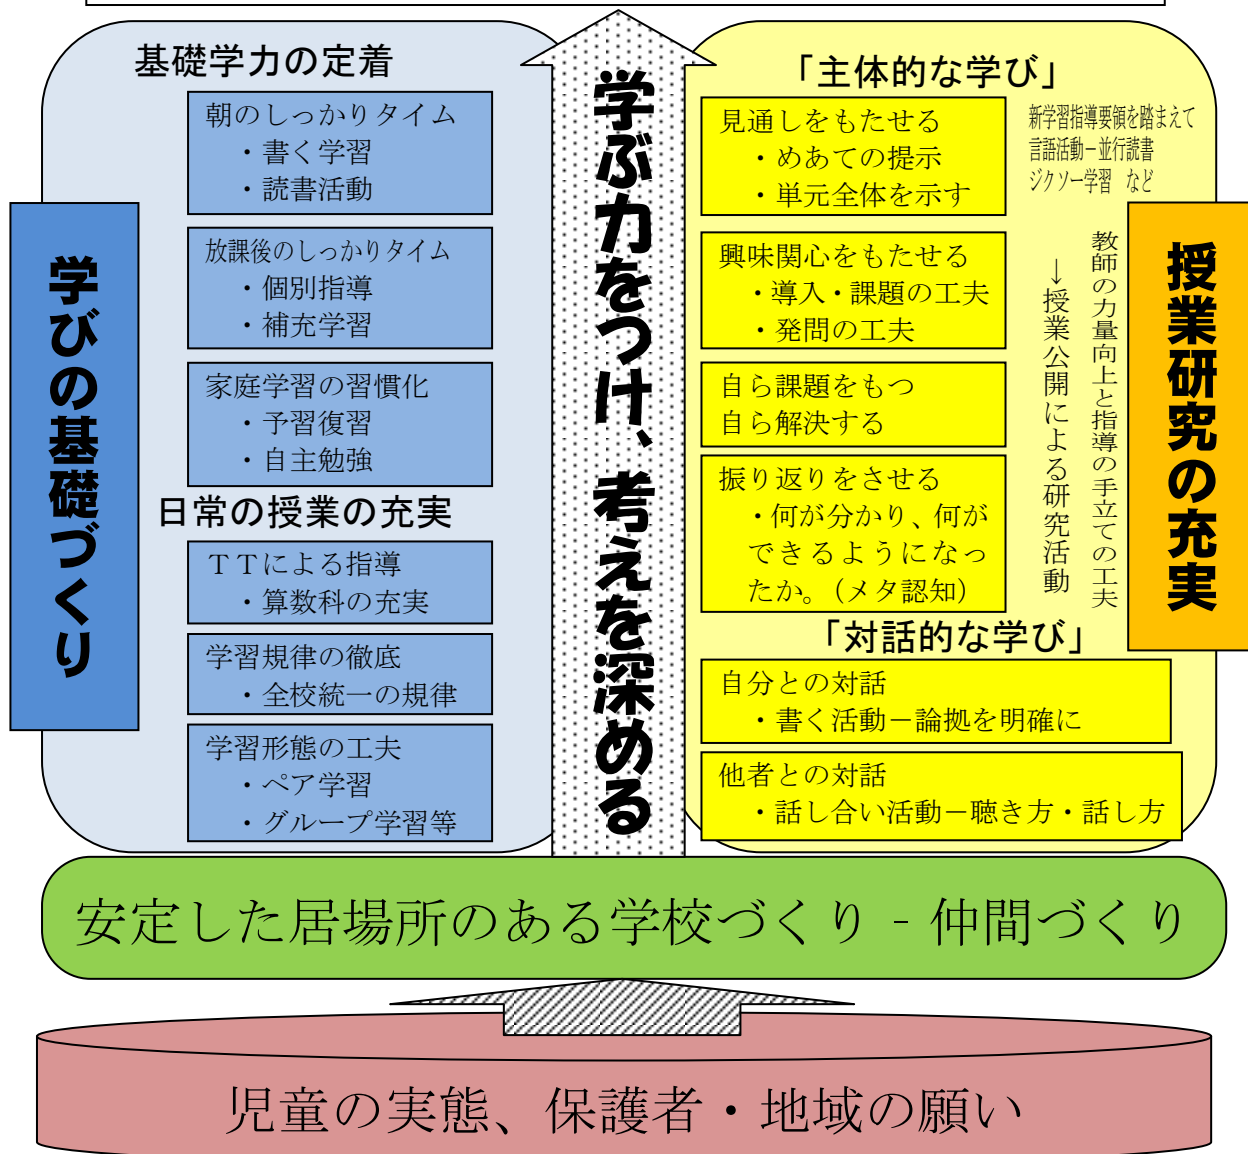 基礎学力の定着
朝のしっかりタイム
・書く学習
・読書活動
放課後のしっかりタイム
・個別指導
・補充学習
家庭学習の習慣化
・予習復習
・自主勉強
日常の授業の充実
ＴＴによる指導
・算数科の充実
学習規律の徹底
・全校統一の規律
学習形態の工夫
・ペア学習
・グループ学習等
学びの基礎づくり
学ぶ力をつけ、考えを深める
「主体的な学び」
見通しをもたせる
・めあての提示
・単元全体を示す
興味関心をもたせる
・導入・課題の工夫
・発問の工夫
自ら課題をもつ
自ら解決する
振り返りをさせる
・何が分かり、何が
できるようになっ
たか。（メタ認知）
「対話的な学び」
自分との対話
・書く活動－論拠を明確に
他者との対話
・話し合い活動－聴き方・話し方
新学習指導要領を踏まえて
言語活動－並行読書
ジクソー学習　など
教師の力量向上と指導の手立ての工夫
→授業公開による研究活動
授業研究の充実
安定した居場所のある学校づくり‐仲間づくり
児童の実態、保護者・地域の願い